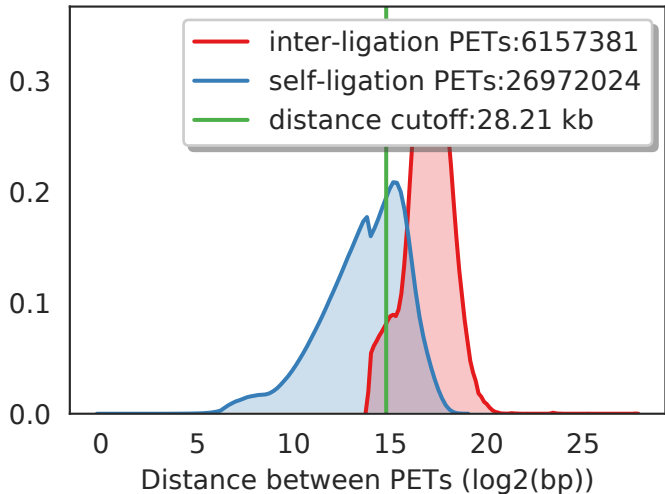 inter-ligation PETs:6157381
self-ligation PETs:26972024
distance cutoff:28.21 kb
0.3
0.2
0.1
0.0
0 5 10 15 20 25
Distance between PETs (log2(bp))